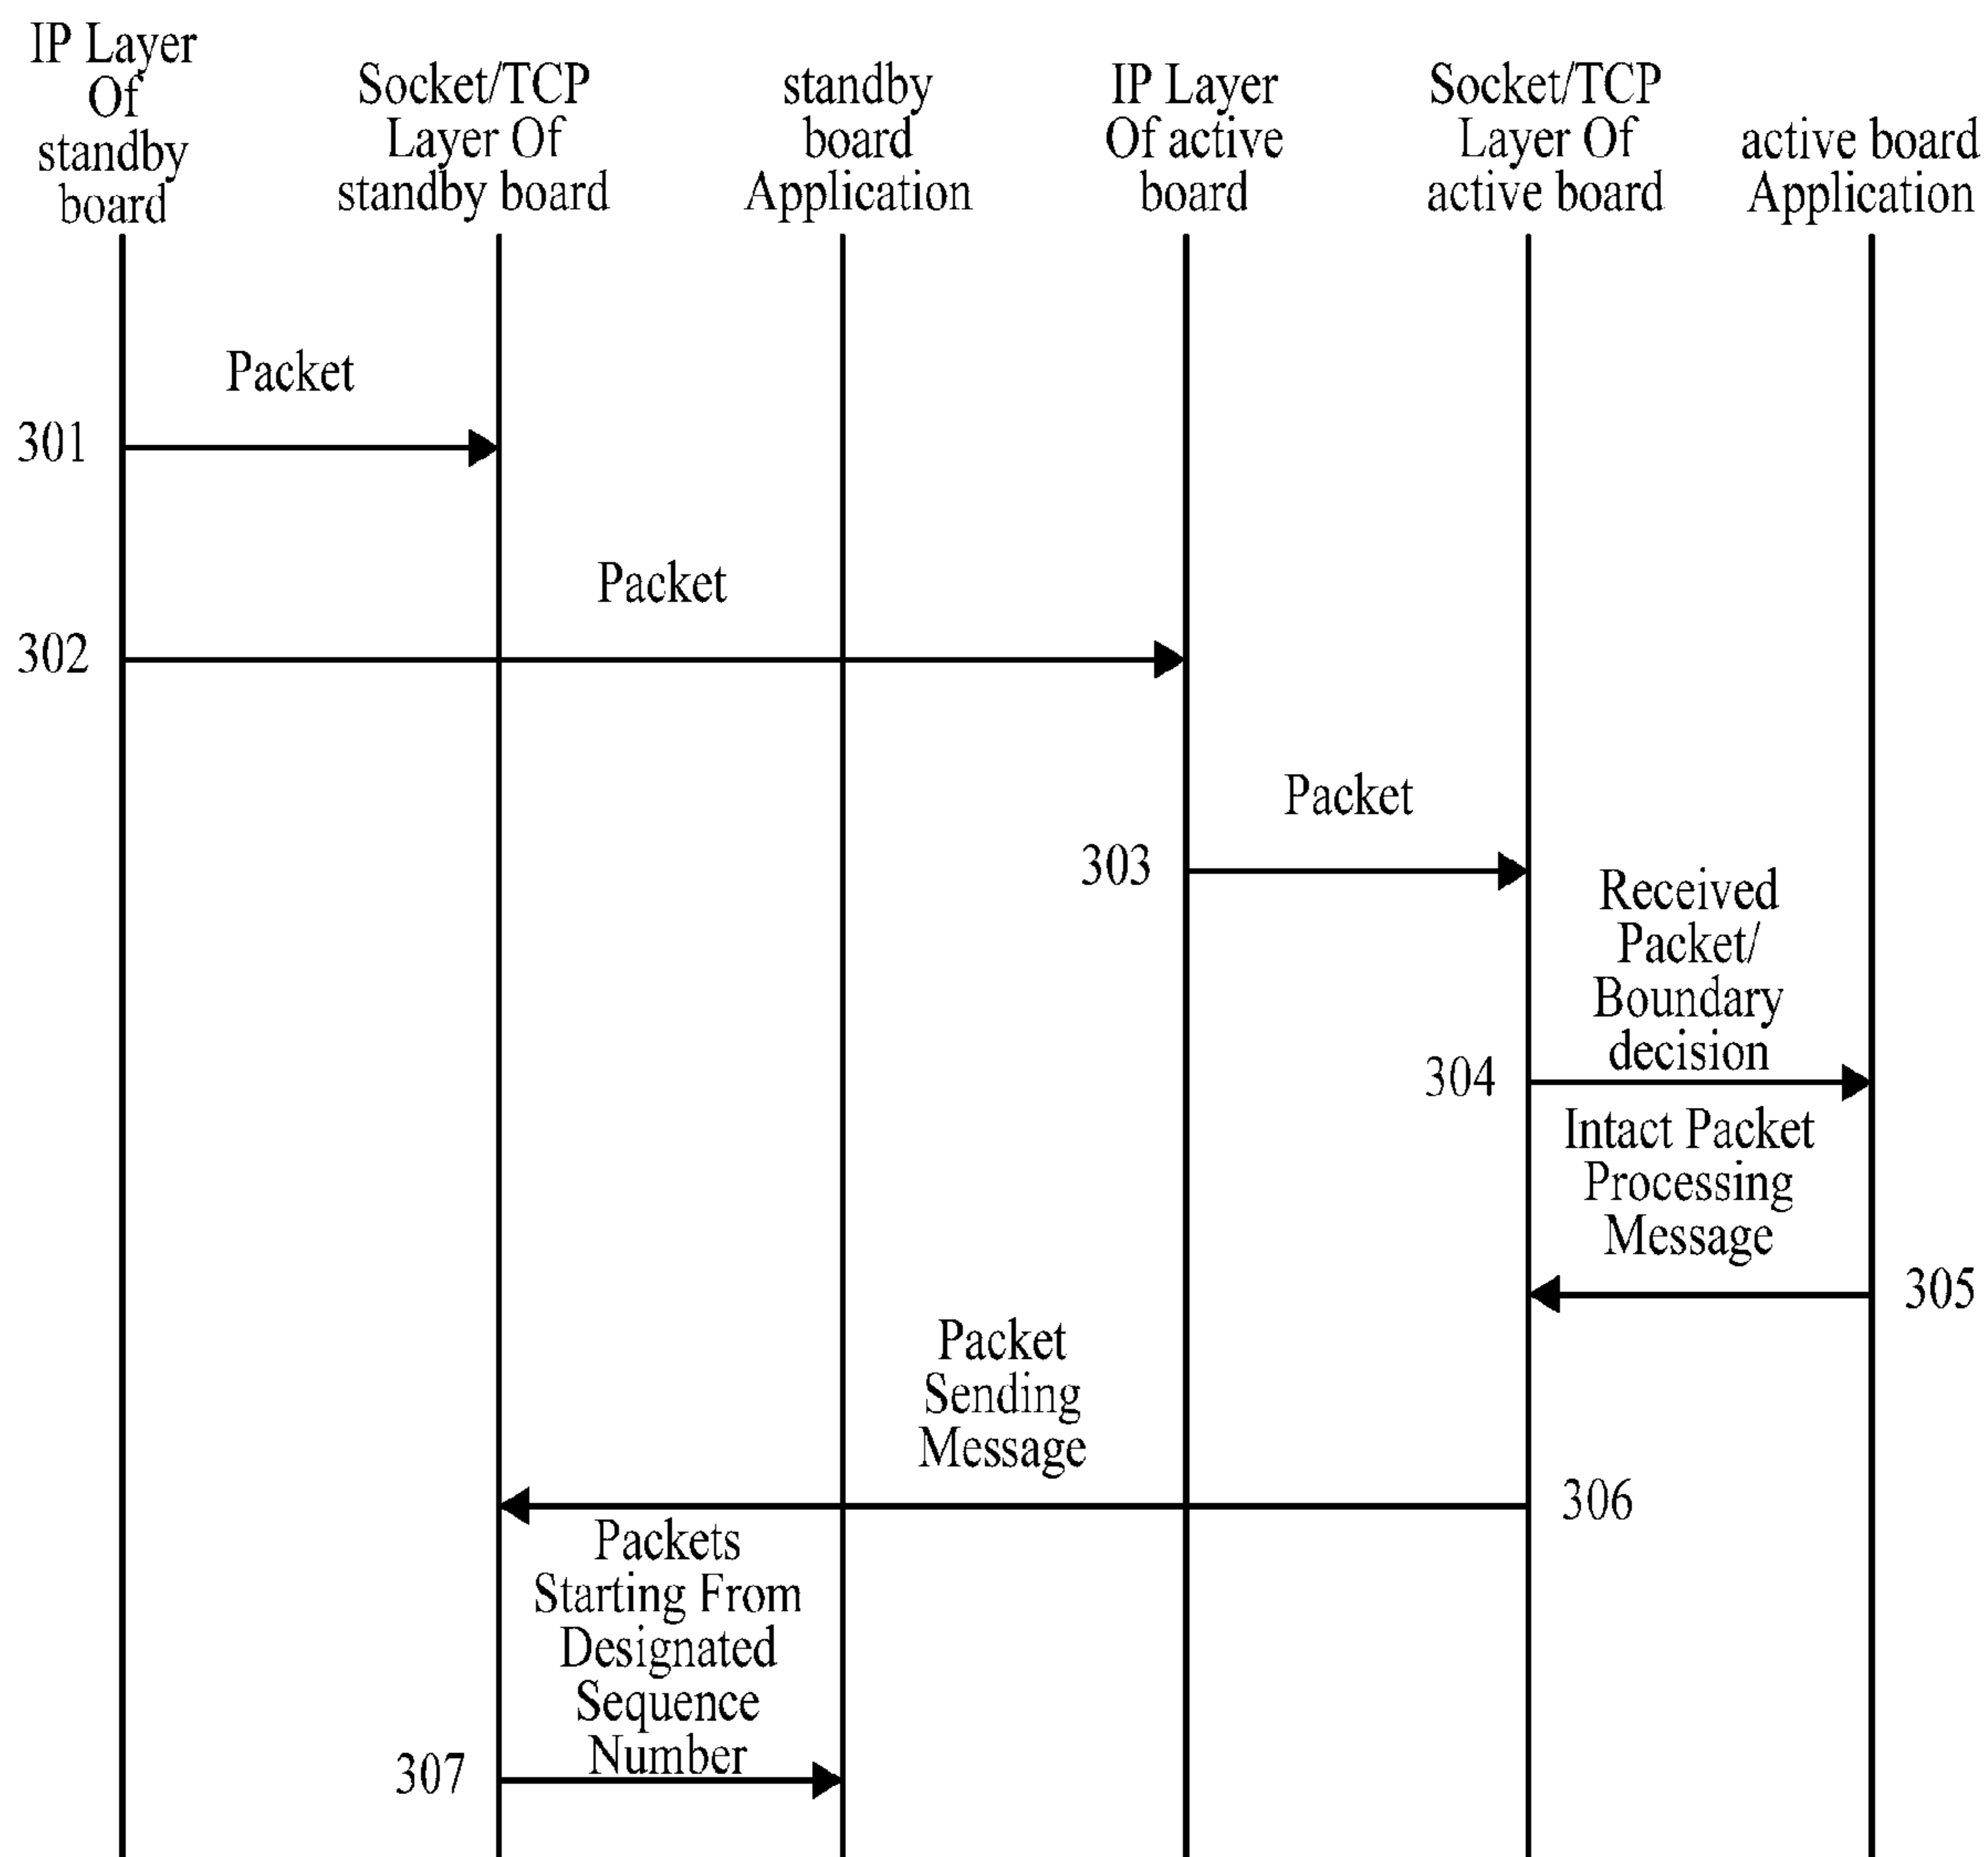 IP Layer
Of
standby
board
Socket/TCP
Layer Of
standby board
standby
board
Application
IP Layer
Of active
board
Socket/TCP
Layer Of
active board
active board
Application
Packet
301
Packet
302
Packet
303
Received
Packet/
Boundary
decision
304
Intact Packet
Processing
Message
305
Packet
Sending
Message
306
Packets
Starting From
Designated
Sequence
Number
307